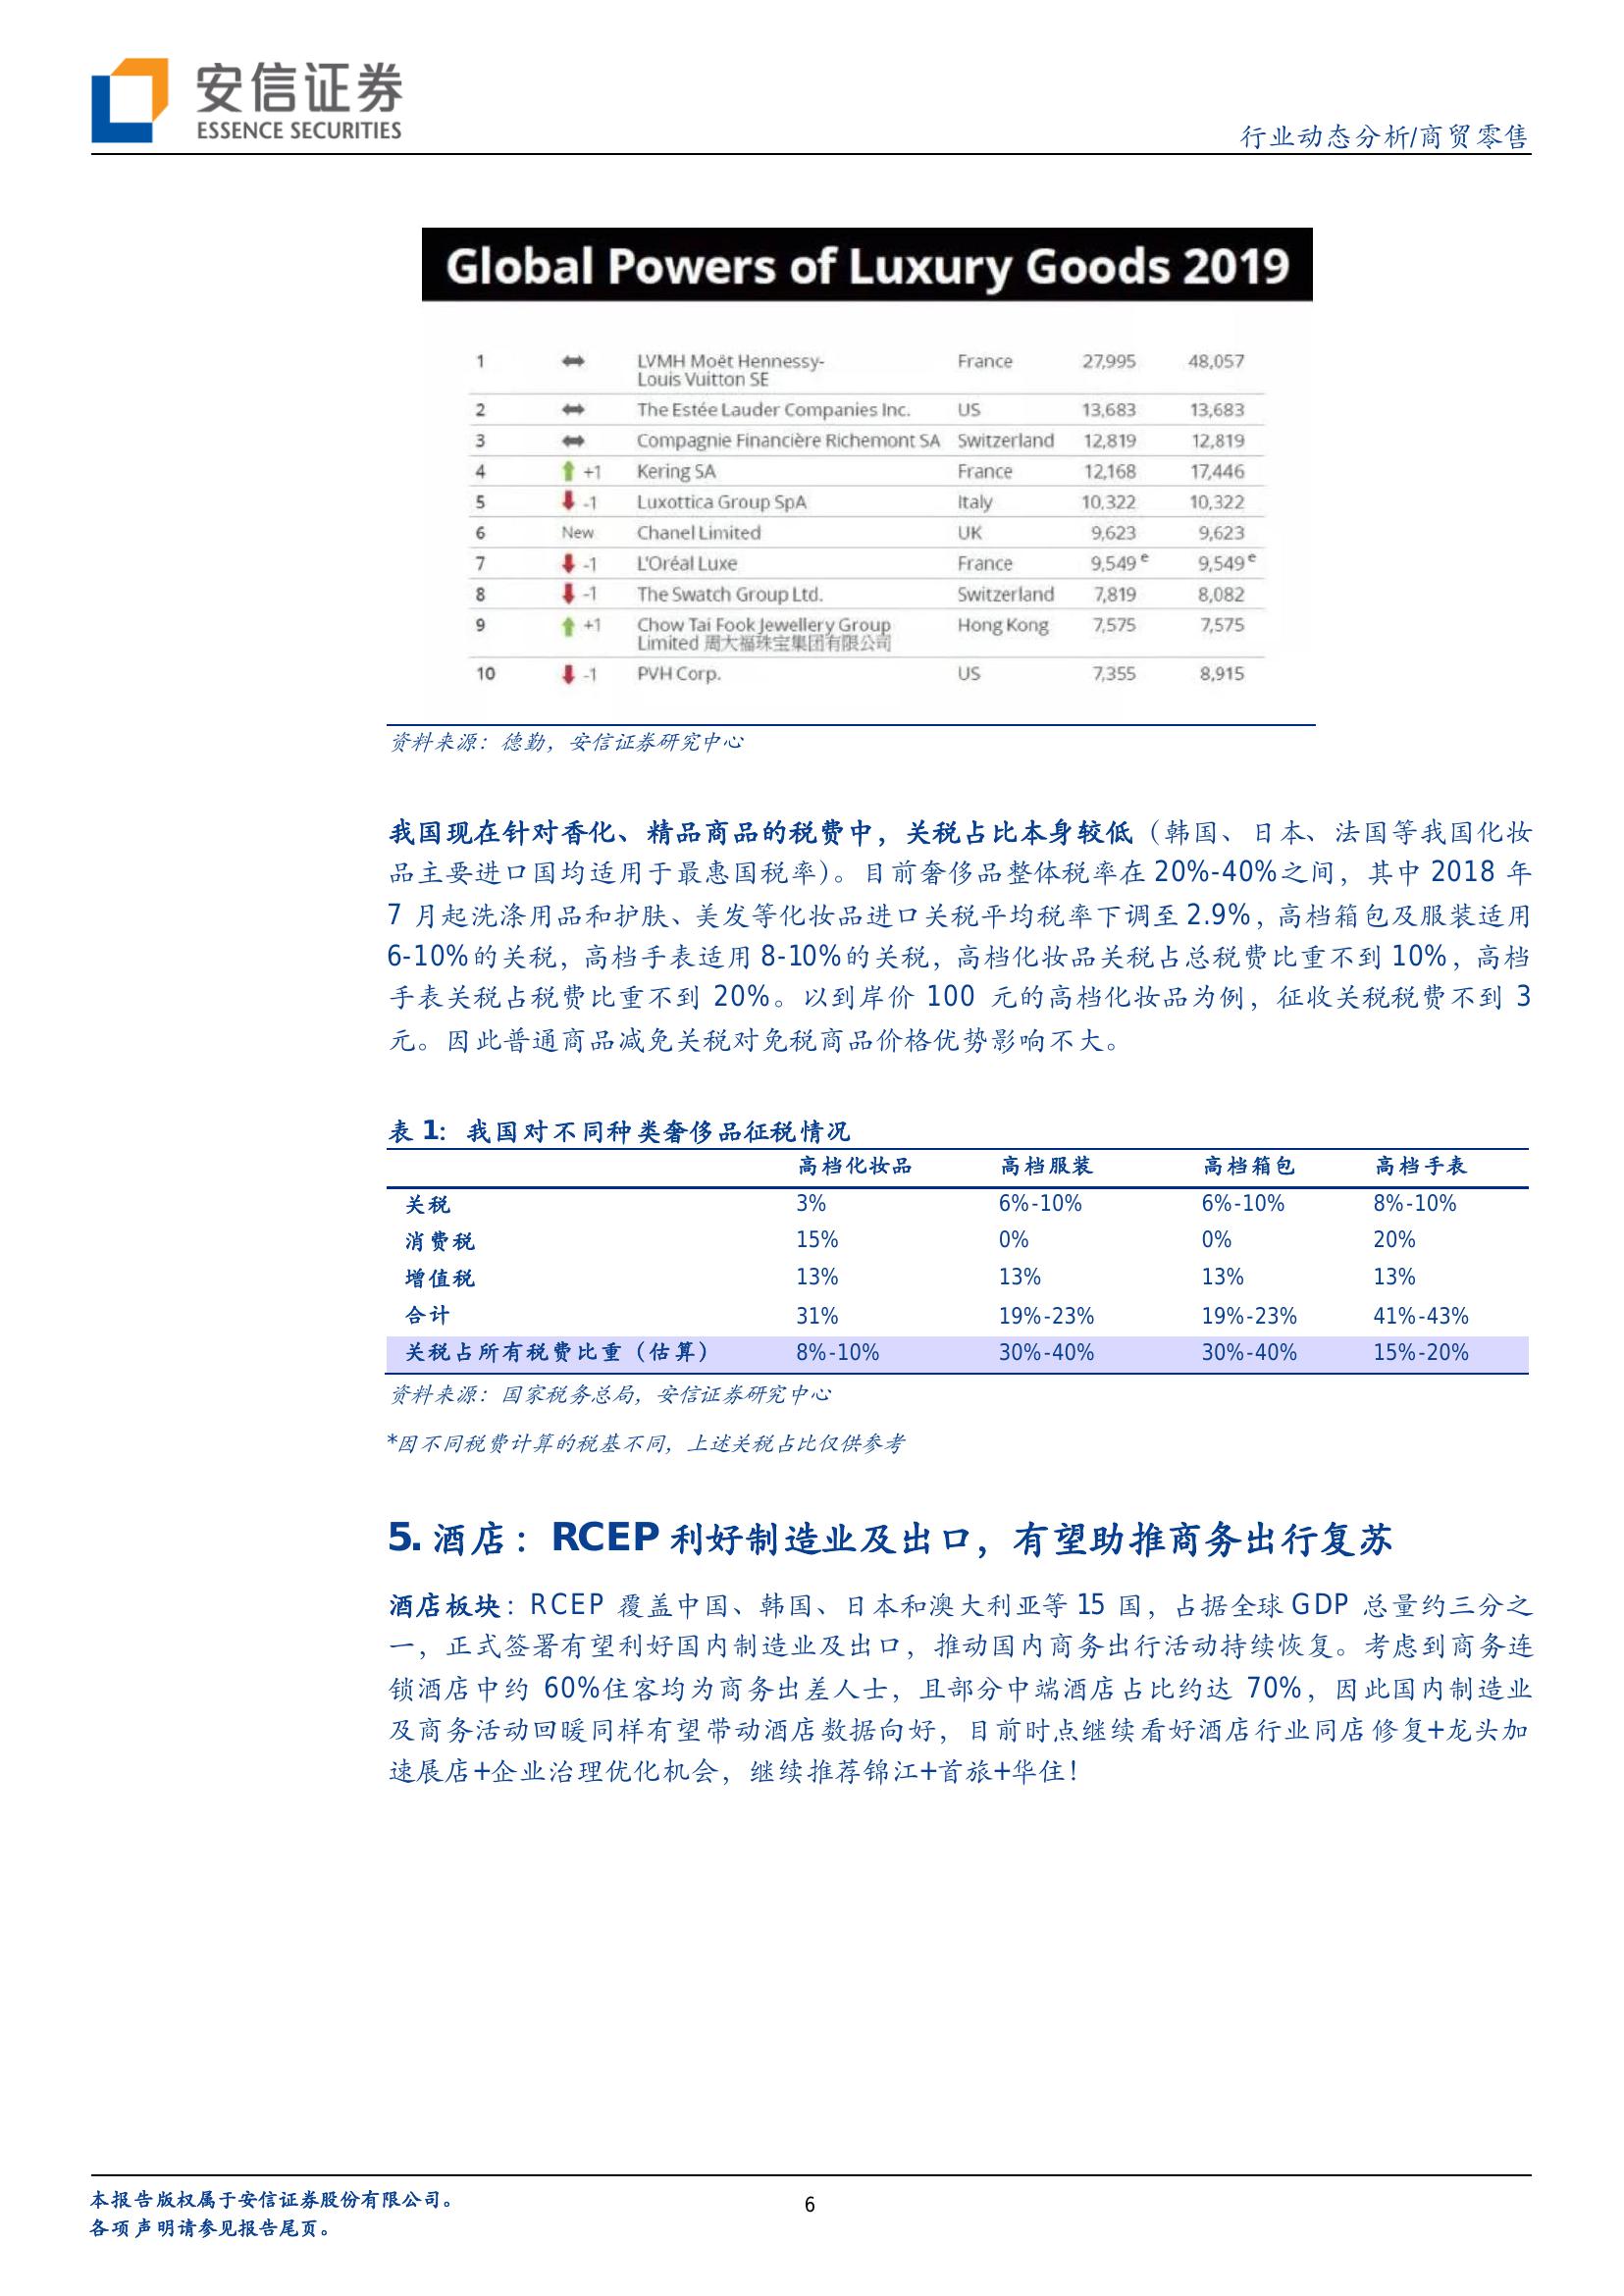 安信证券
ESSENCE SECURITIES
行业动态分析/商贸零售
Global Powers of Luxury Goods 2019
1 LVMH Moët Hennessy- France 27,995 48,057
Louis Vuitton SE
2 The Estée Lauder Companies Inc. US 13,683 13,683
3 Compagnie Financière Richemont SA Switzerland 12,819 12,819
4 +1 Kering SA France 12,168 17,446
5 -1 Luxottica Group SpA Italy 10,322 10,322
6 New Chanel Limited UK 9,623 9,623
7 -1 L'Oréal Luxe France 9,549 e 9,549 e
8 -1 The Swatch Group Ltd. Switzerland 7,819 8,082
9 +1 Chow Tai Fook Jewellery Group Hong Kong 7,575 7,575
Limited 周大福珠宝集团有限公司
10 -1 PVH Corp. US 7,355 8,915
资料来源：德勤，安信证券研究中心
我国现在针对香化、精品商品的税费中，关税占比本身较低（韩国、日本、法国等我国化妆
品主要进口国均适用于最惠国税率）。目前奢侈品整体税率在 20%-40%之间，其中 2018 年
7 月起洗涤用品和护肤、美发等化妆品进口关税平均税率下调至 2.9%，高档箱包及服装适用
6-10%的关税，高档手表适用 8-10%的关税，高档化妆品关税占总税费比重不到 10%，高档
手表关税占税费比重不到 20%。以到岸价 100 元的高档化妆品为例，征收关税税费不到 3
元。因此普通商品减免关税对免税商品价格优势影响不大。
表 1：我国对不同种类奢侈品征税情况
高档化妆品 高档服装 高档箱包 高档手表
关税 3% 6%-10% 6%-10% 8%-10%
消费税 15% 0% 0% 20%
增值税 13% 13% 13% 13%
合计 31% 19%-23% 19%-23% 41%-43%
关税占所有税费比重（估算） 8%-10% 30%-40% 30%-40% 15%-20%
资料来源：国家税务总局，安信证券研究中心
*因不同税费计算的税基不同，上述关税占比仅供参考
5. 酒店：RCEP 利好制造业及出口，有望助推商务出行复苏
酒店板块：RCEP 覆盖中国、韩国、日本和澳大利亚等 15 国，占据全球 GDP 总量约三分之
一，正式签署有望利好国内制造业及出口，推动国内商务出行活动持续恢复。考虑到商务连
锁酒店中约 60%住客均为商务出差人士，且部分中端酒店占比约达 70%，因此国内制造业
及商务活动回暖同样有望带动酒店数据向好，目前时点继续看好酒店行业同店修复+龙头加
速展店+企业治理优化机会，继续推荐锦江+首旅+华住！
本报告版权属于安信证券股份有限公司。
各项声明请参见报告尾页。
6